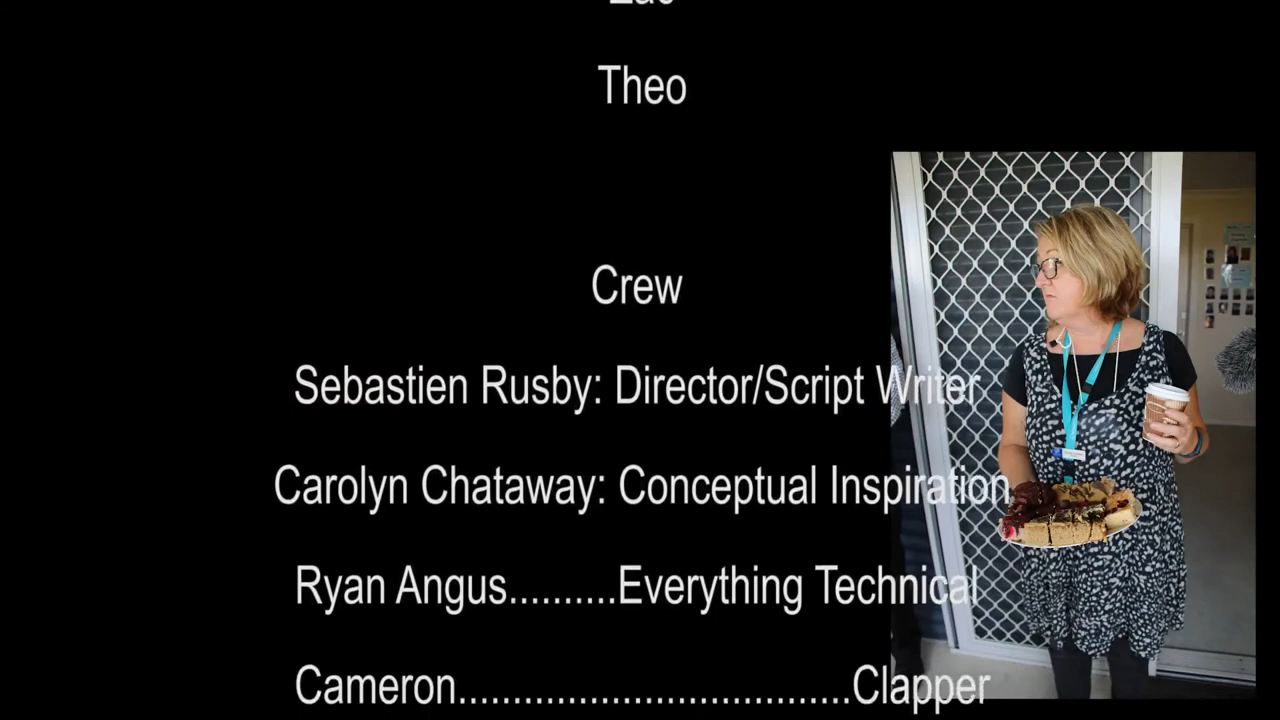 Theo
Crew
Sebastien Rusby: Director/Script Writer
Carolyn Chataway: Conceptual Inspiration
Ryan Angus..........Everything Technical
Cameron....................................Clapper